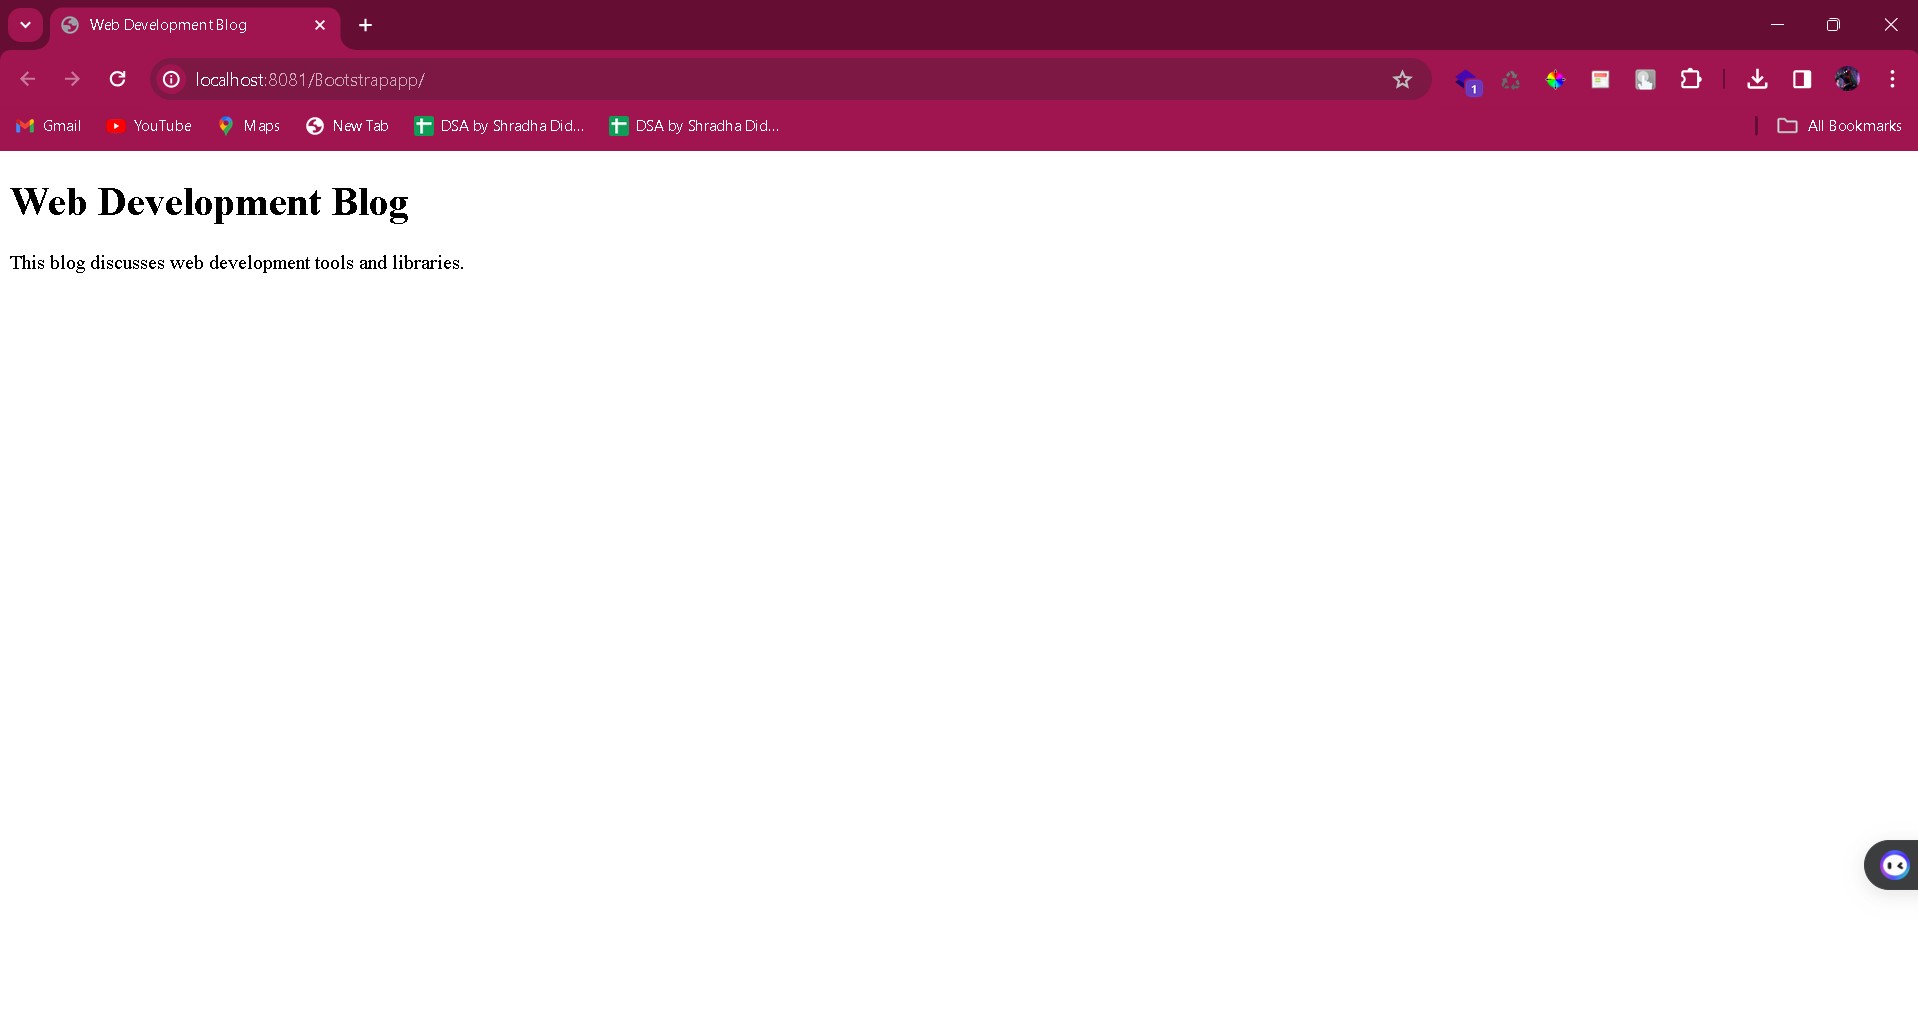 Web Development Blog
localhost:8081/Bootstrapapp/
1
Gmail YouTube Maps New Tab DSA by Shradha Did... DSA by Shradha Did... All Bookmarks
Web Development Blog
This blog discusses web development tools and libraries.